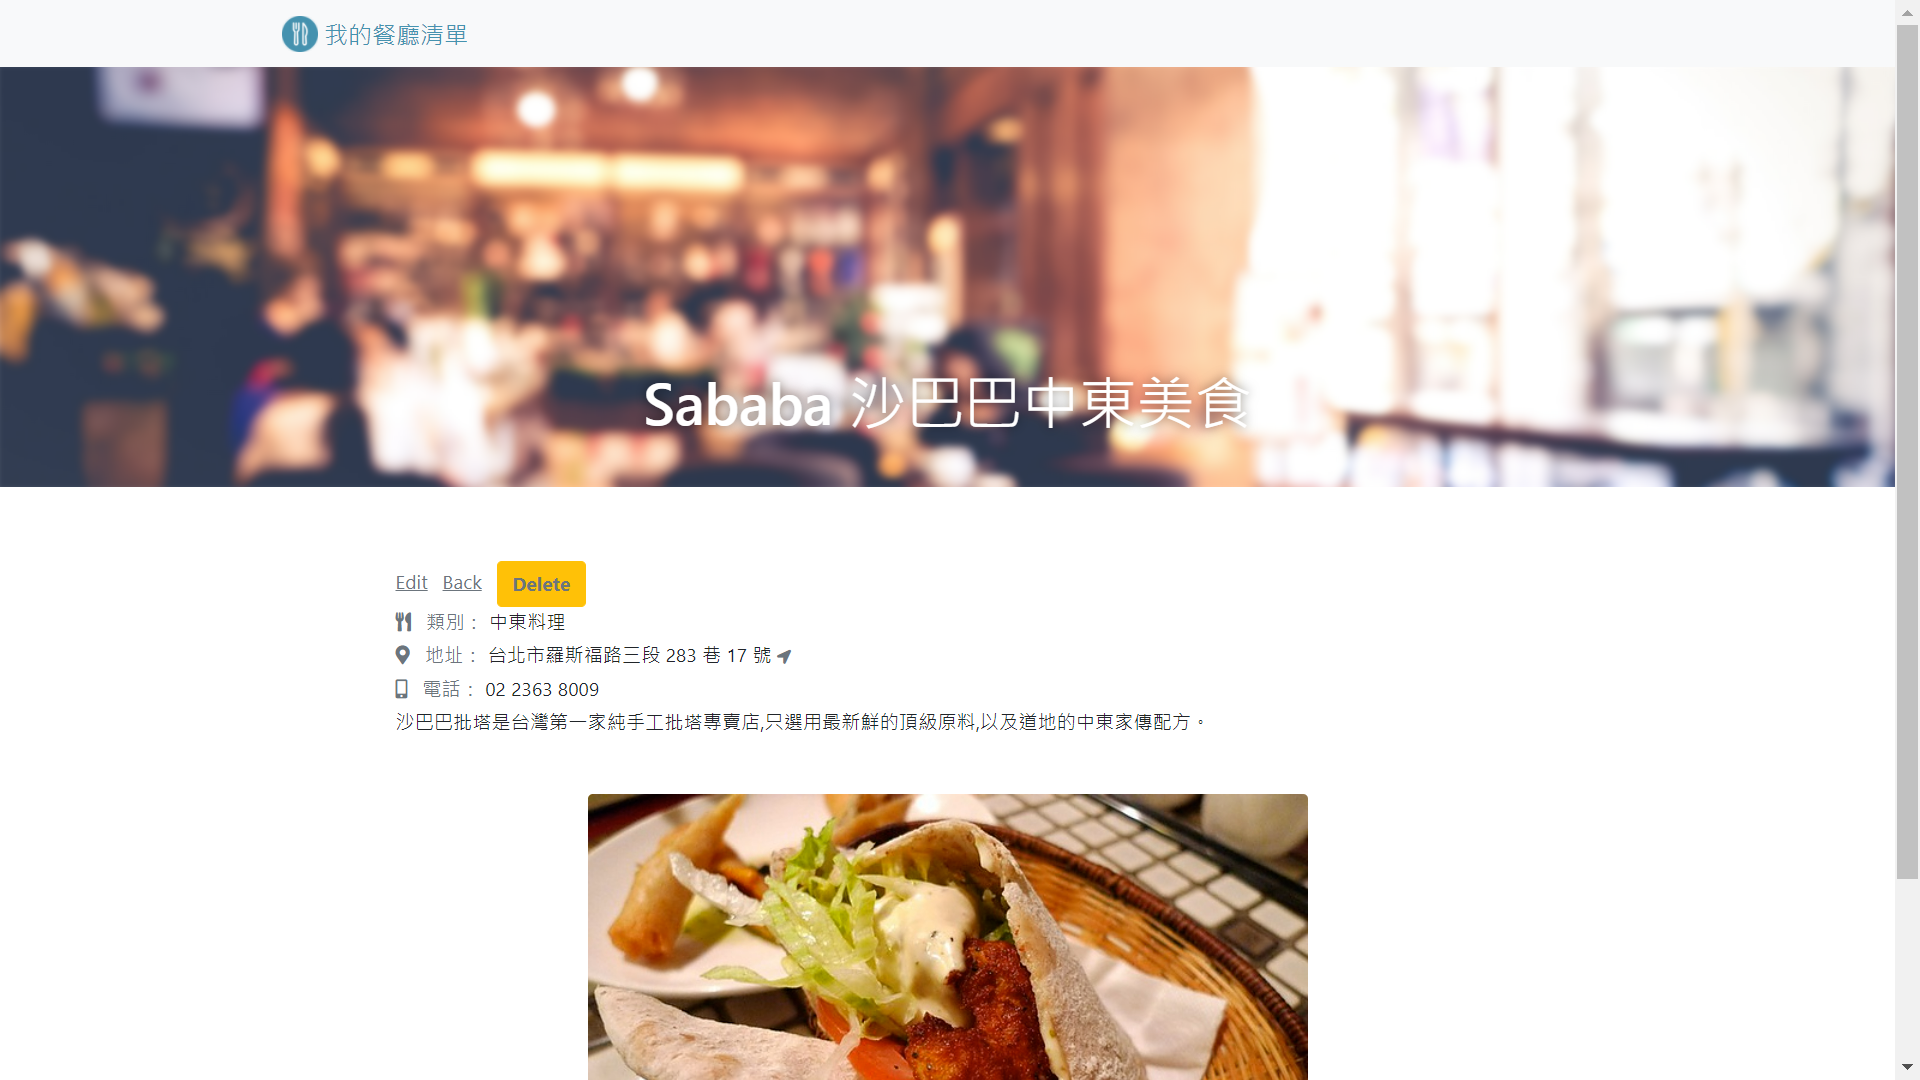 我的餐廳清單
Sababa 沙巴巴中東美食
Edit Back Delete
類別： 中東料理
地址： 台北市羅斯福路三段 283 巷 17 號
電話： 02 2363 8009
沙巴巴批塔是台灣第一家純手工批塔專賣店,只選用最新鮮的頂級原料,以及道地的中東家傳配方。